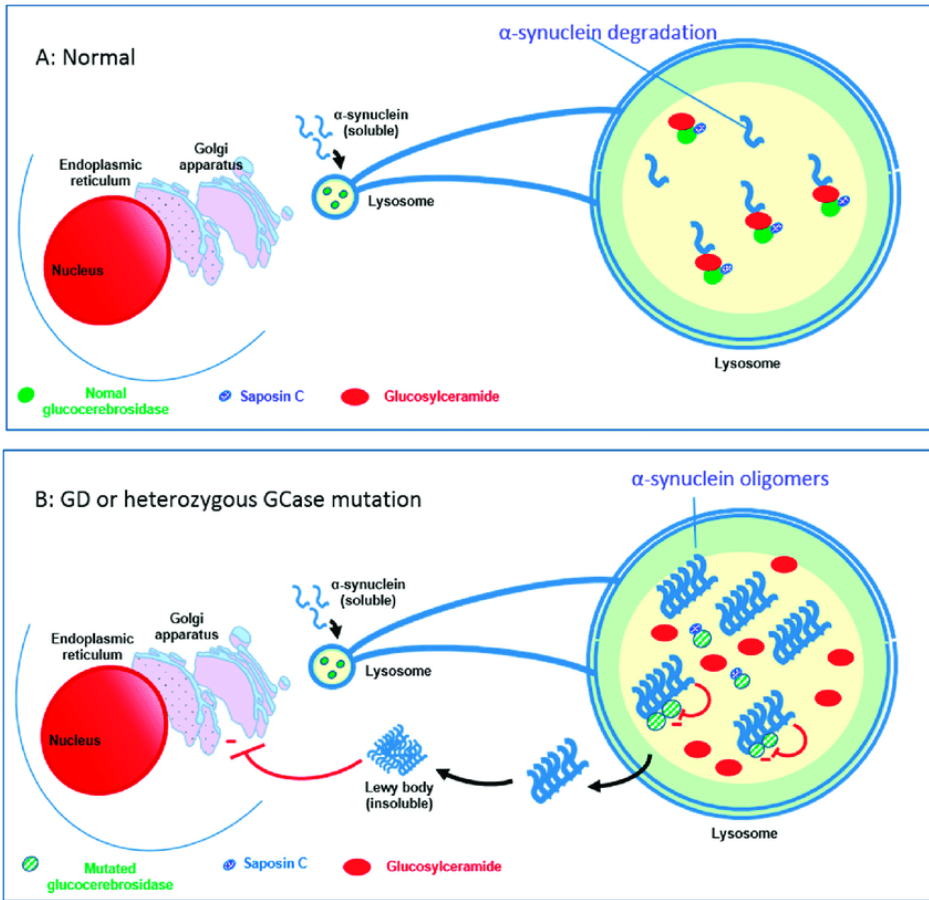 A: Normal
α-synuclein degradation
α-synuclein
(soluble)
Golgi
apparatus
Endoplasmic
reticulum
Lysosome
Nucleus
Lysosome
Nomal
glucocerebrosidase
Saposin C
Glucosylceramide
B: GD or heterozygous GCase mutation
α-synuclein oligomers
α-synuclein
(soluble)
Golgi
apparatus
Endoplasmic
reticulum
Lysosome
Nucleus
Lewy body
(insoluble)
Lysosome
Mutated
glucocerebrosidase
Saposin C
Glucosylceramide